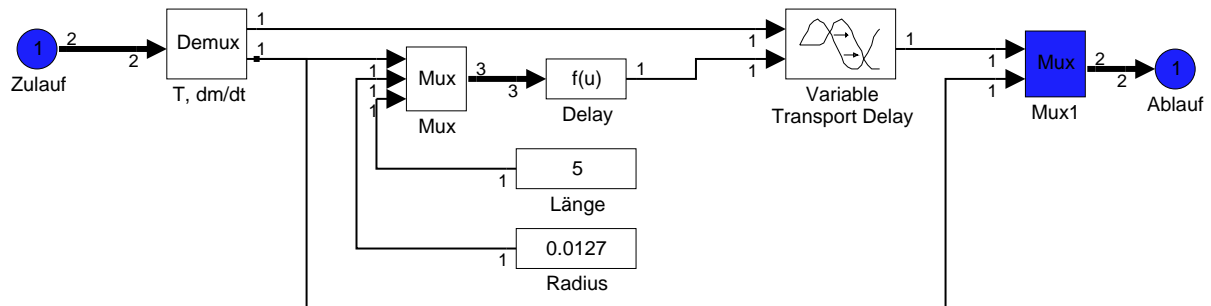 1
Zulauf
2
2
Demux
T, dm/dt
1
1
1
1
1
Mux
Mux
3
3
f(u)
Delay
1
1
1
Variable
Transport Delay
1
1
1
Mux
Mux1
2
2
1
Ablauf
5
Länge
1
0.0127
Radius
1